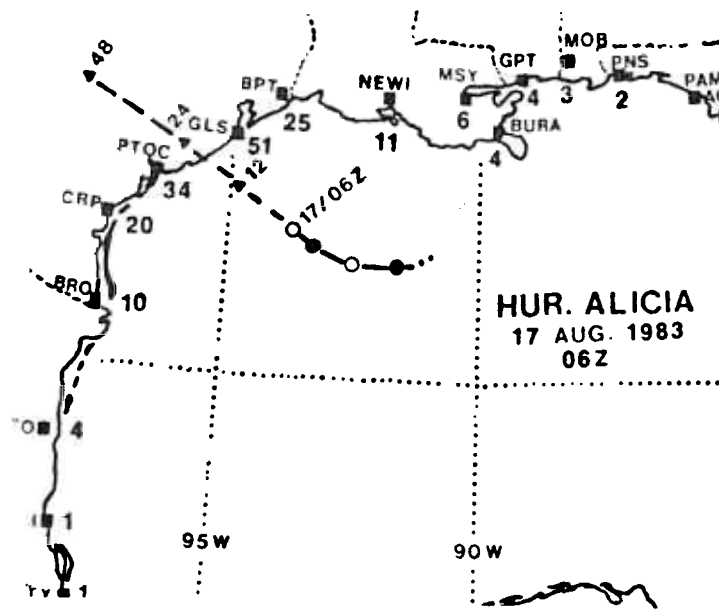 48
MOB
GPT
PNS
BPT
NEWI
MSY
PAM
24
GLS
4
3
2
25
6
51
11
BURA
4
PTOC
34
12
CRP
20
17/06Z
BRO
10
HUR. ALICIA
17 AUG. 1983
06Z
4
1
95W
90W
1